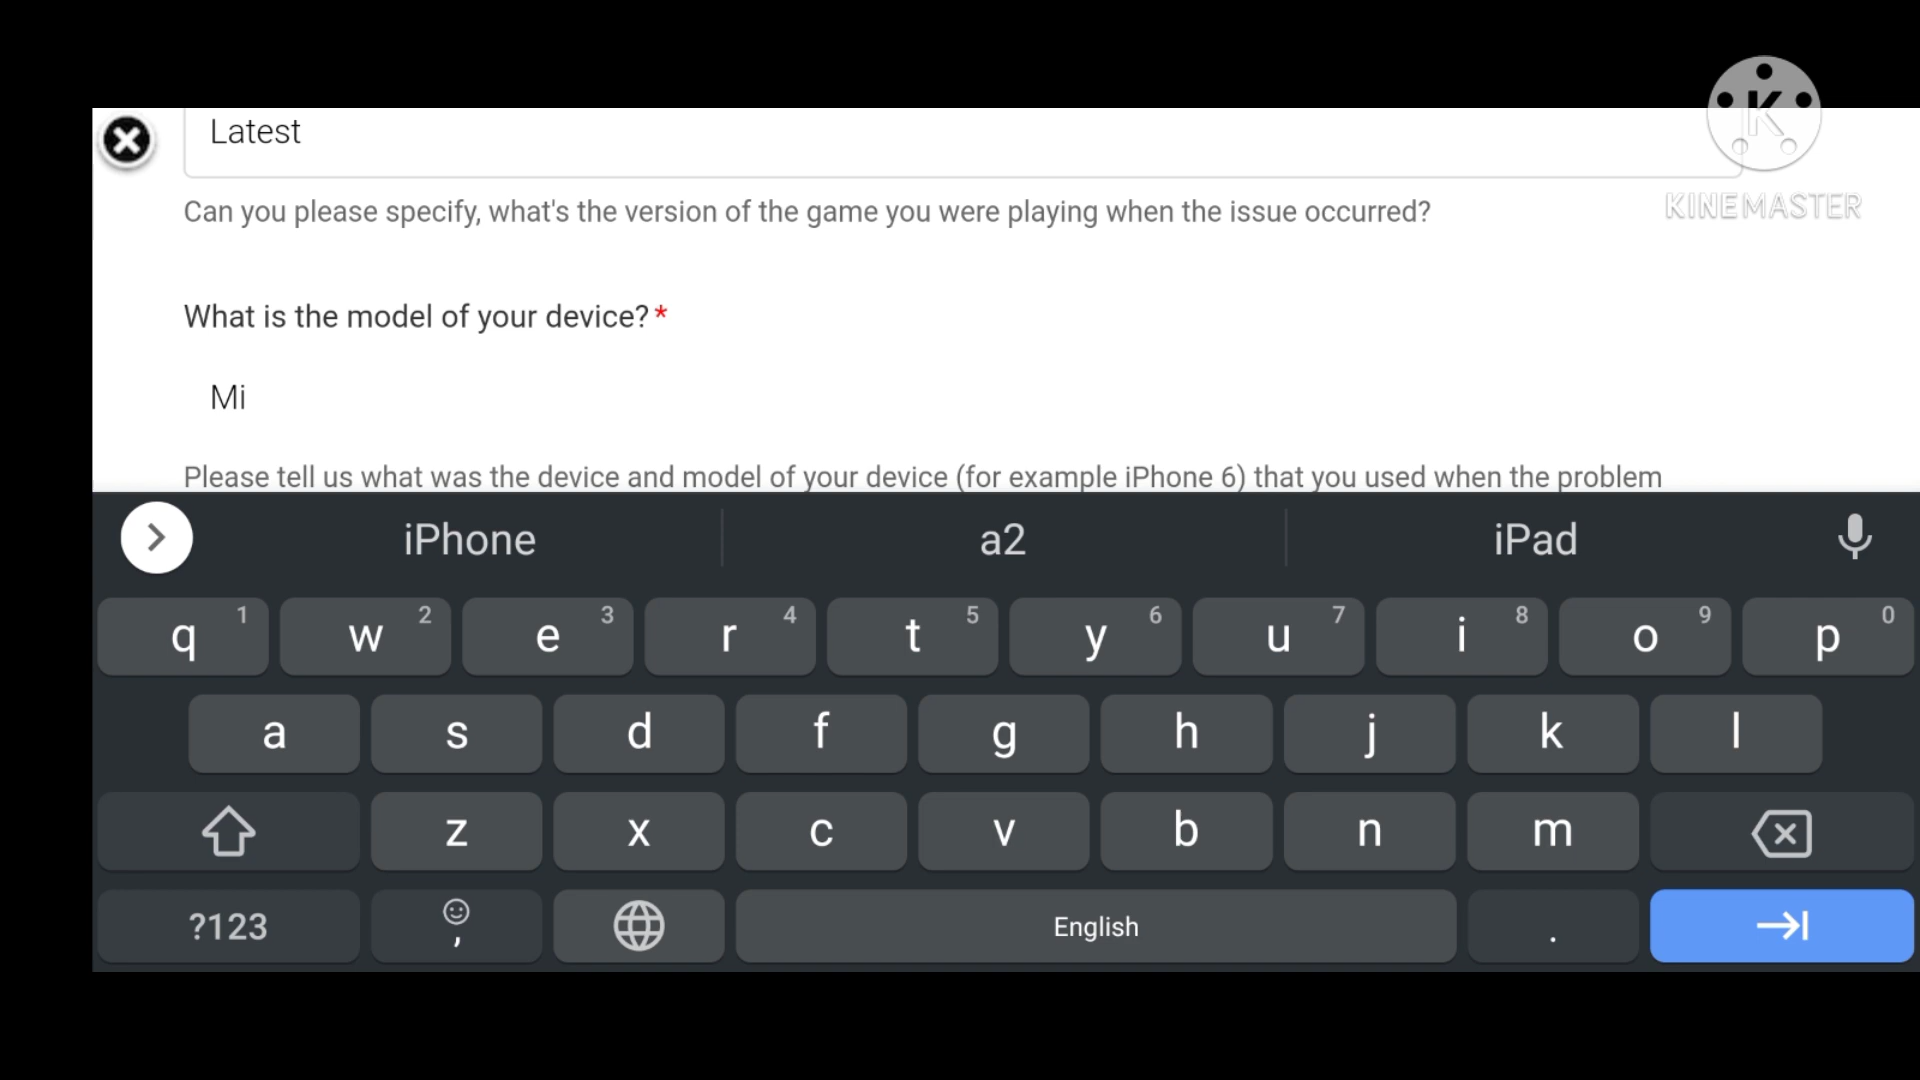 Latest
K
KINEMASTER
Can you please specify, what's the version of the game you were playing when the issue occurred?
What is the model of your device?*
Mi
Please tell us what was the device and model of your device (for example iPhone 6) that you used when the problem
iPhone a2 iPad
q 1 w 2 e 3 r 4 t 5 y 6 u 7 i 8 o 9 p 0
a s d f g h j k l
z x c v b n m
?123 , English .